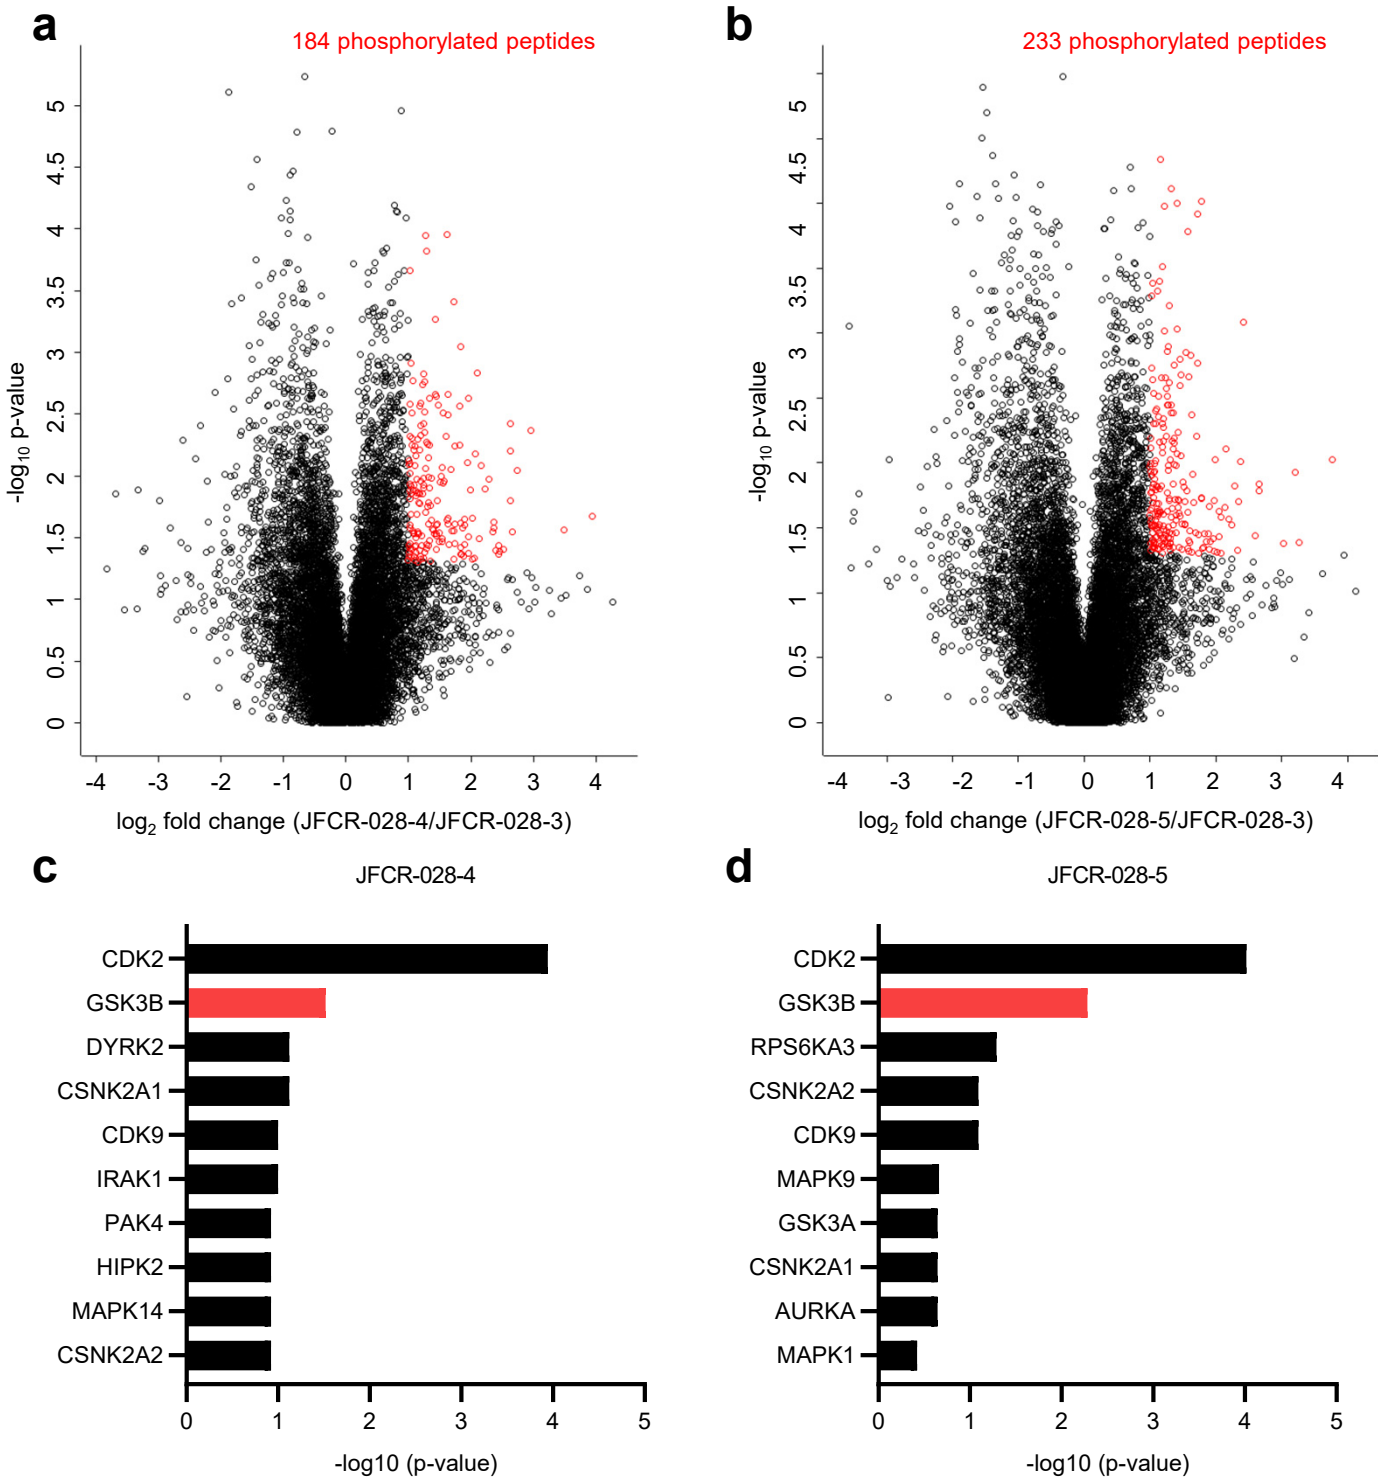 a
184 phosphorylated peptides
5
4.5
4
3.5
3
2.5
2
1.5
1
0.5
0
-log10 p-value
-4 -3 -2 -1 0 1 2 3 4
log2 fold change (JFCR-028-4/JFCR-028-3)
b
233 phosphorylated peptides
5
4.5
4
3.5
3
2.5
2
1.5
1
0.5
0
-log10 p-value
-4 -3 -2 -1 0 1 2 3 4
log2 fold change (JFCR-028-5/JFCR-028-3)
c
JFCR-028-4
CDK2
GSK3B
DYRK2
CSNK2A1
CDK9
IRAK1
PAK4
HIPK2
MAPK14
CSNK2A2
0 1 2 3 4 5
-log10 (p-value)
d
JFCR-028-5
CDK2
GSK3B
RPS6KA3
CSNK2A2
CDK9
MAPK9
GSK3A
CSNK2A1
AURKA
MAPK1
0 1 2 3 4 5
-log10 (p-value)